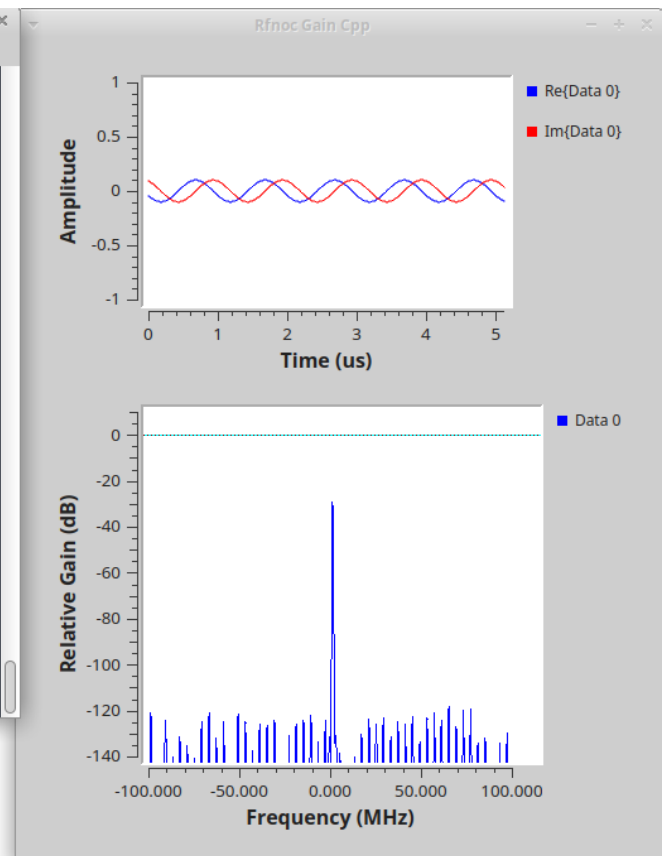 Rfnoc Gain Cpp
1
0.5
0
-0.5
-1
Amplitude
Re{Data 0}
Im{Data 0}
0 1 2 3 4 5
Time (us)
0
-20
-40
-60
-80
-100
-120
-140
Relative Gain (dB)
Data 0
-100.000 -50.000 0.000 50.000 100.000
Frequency (MHz)